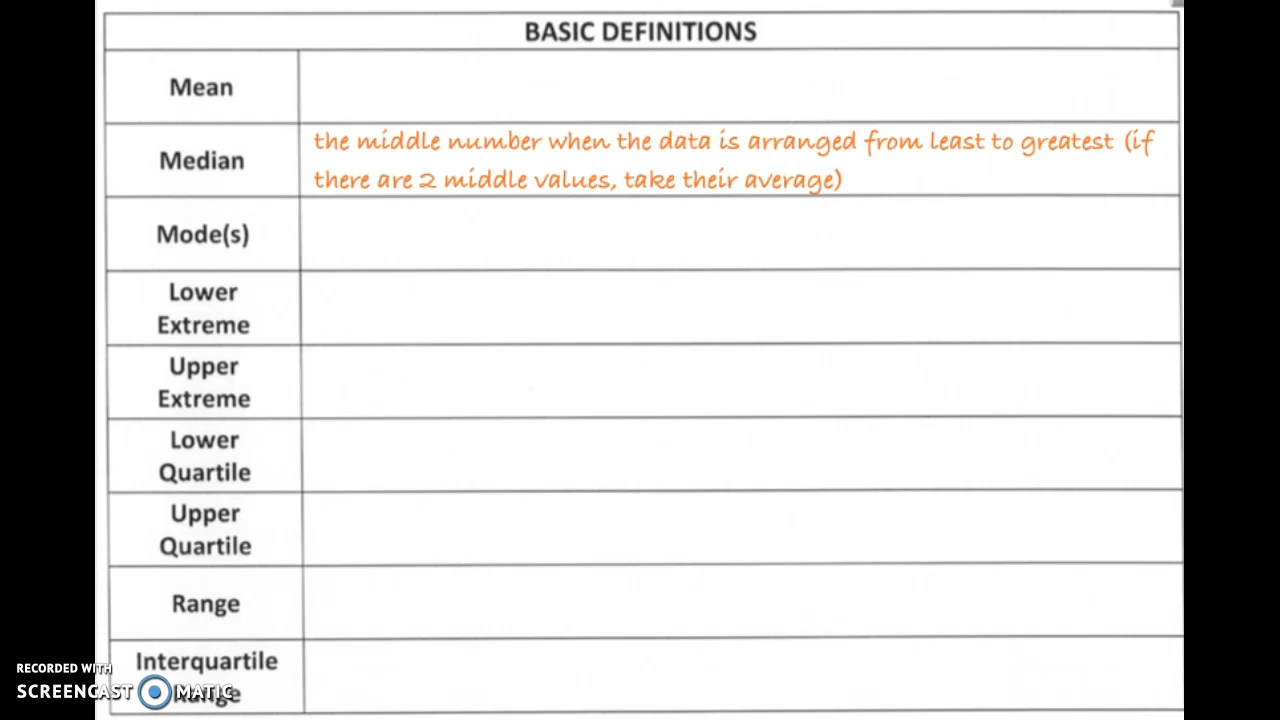 BASIC DEFINITIONS
Mean
Median
the middle number when the data is arranged from least to greatest (if
there are 2 middle values, take their average)
Mode(s)
Lower
Extreme
Upper
Extreme
Lower
Quartile
Upper
Quartile
Range
Interquartile
Range
RECORDED WITH
SCREENCAST MATIC